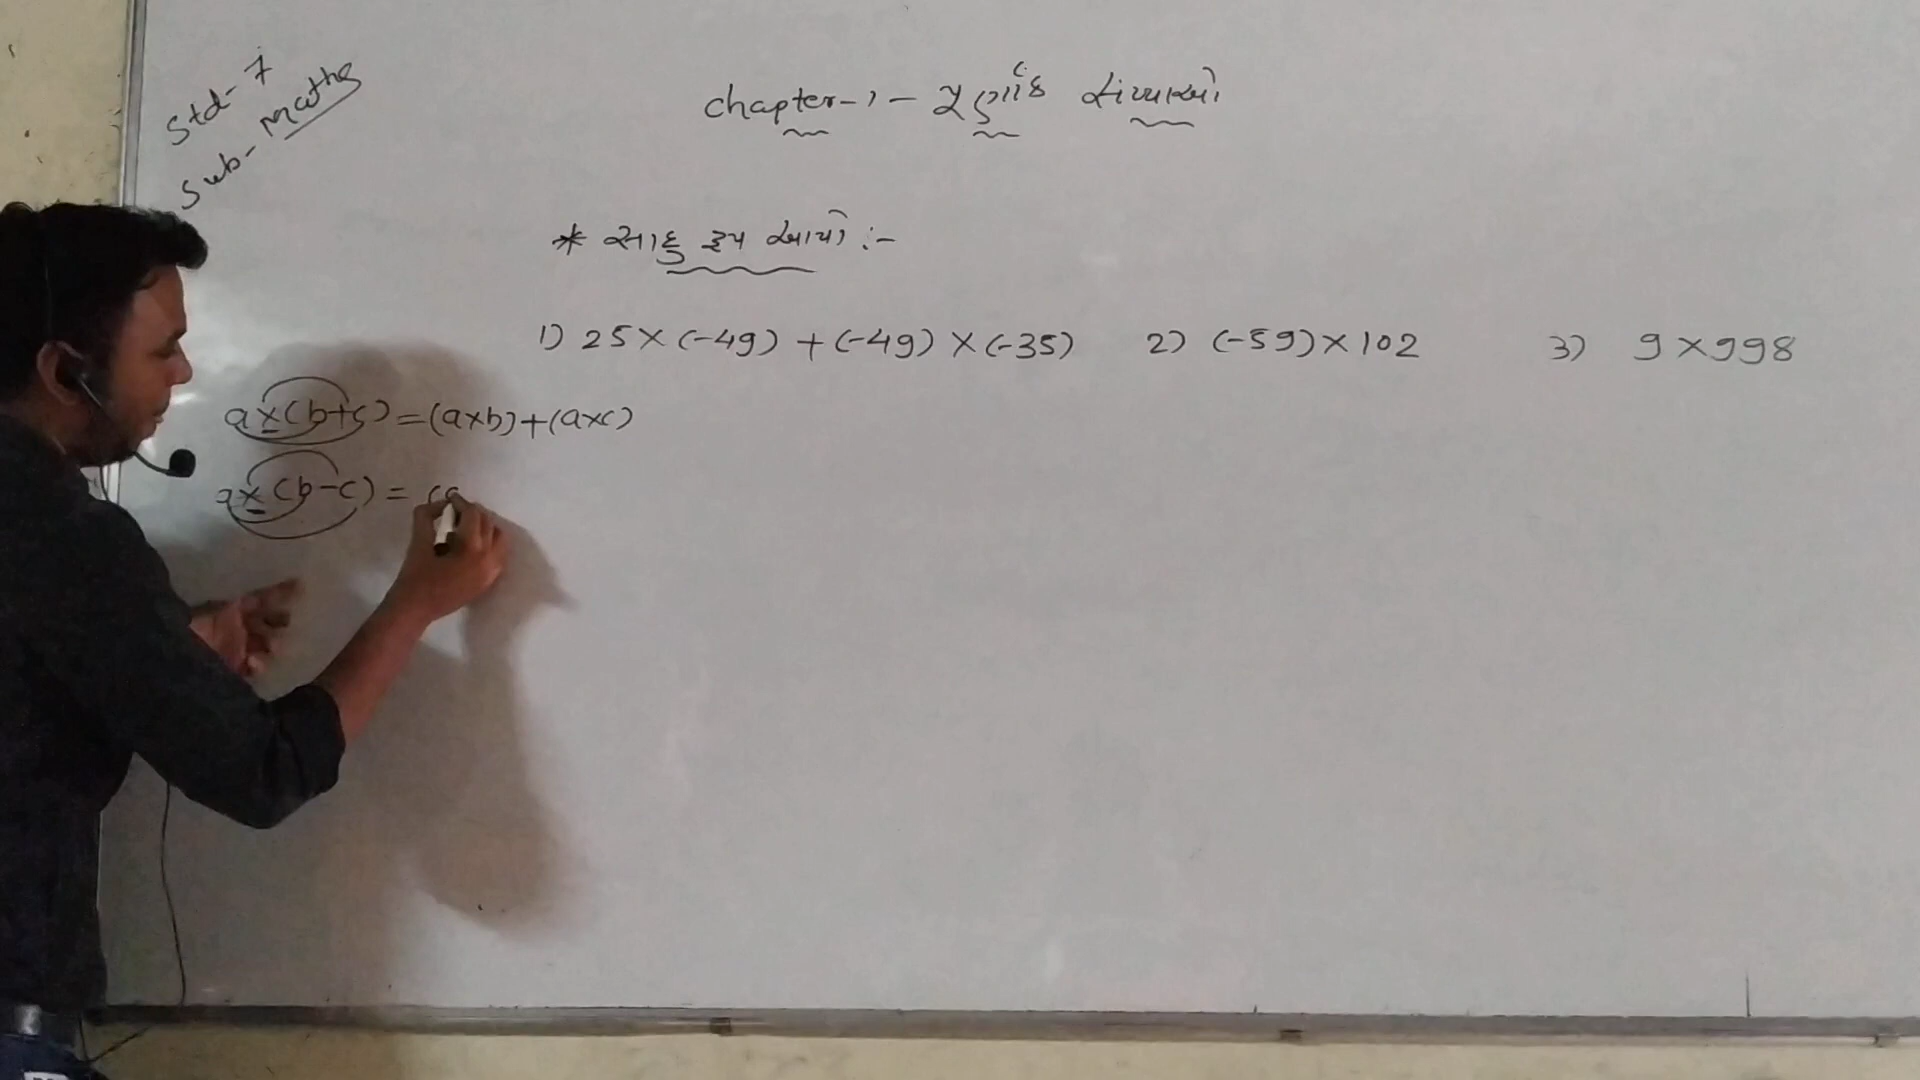 Std-7
Sub-Maths
chapter-1 - પૂર્ણાંક સંખ્યાઓ
* સાદુ રૂપ આપો :-
1) 25 × (-49) + (-49) × (-35) 2) (-59) × 102 3) 9 × 998
a × (b+c) = (a×b) + (a×c)
a × (b-c) = (a